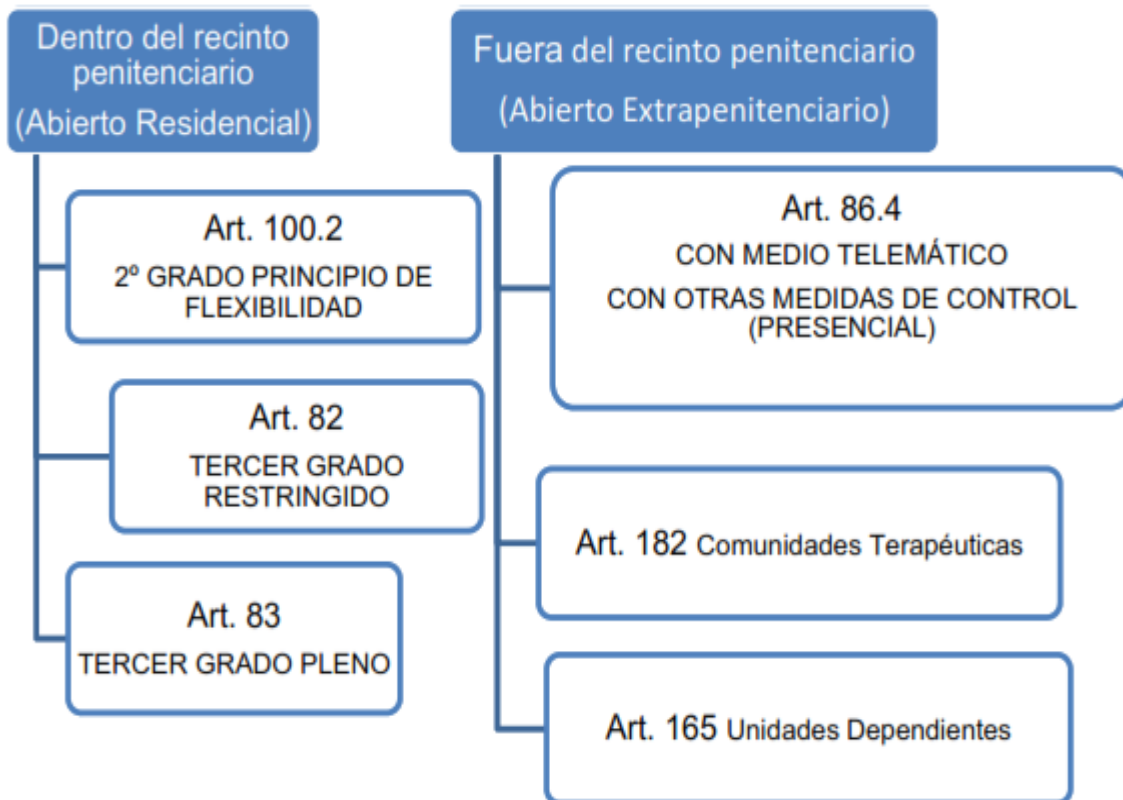 Dentro del recinto
penitenciario
(Abierto Residencial)
Art. 100.2
2º GRADO PRINCIPIO DE
FLEXIBILIDAD
Art. 82
TERCER GRADO
RESTRINGIDO
Art. 83
TERCER GRADO PLENO
Fuera del recinto penitenciario
(Abierto Extrapenitenciario)
Art. 86.4
CON MEDIO TELEMÁTICO
CON OTRAS MEDIDAS DE CONTROL
(PRESENCIAL)
Art. 182 Comunidades Terapéuticas
Art. 165 Unidades Dependientes